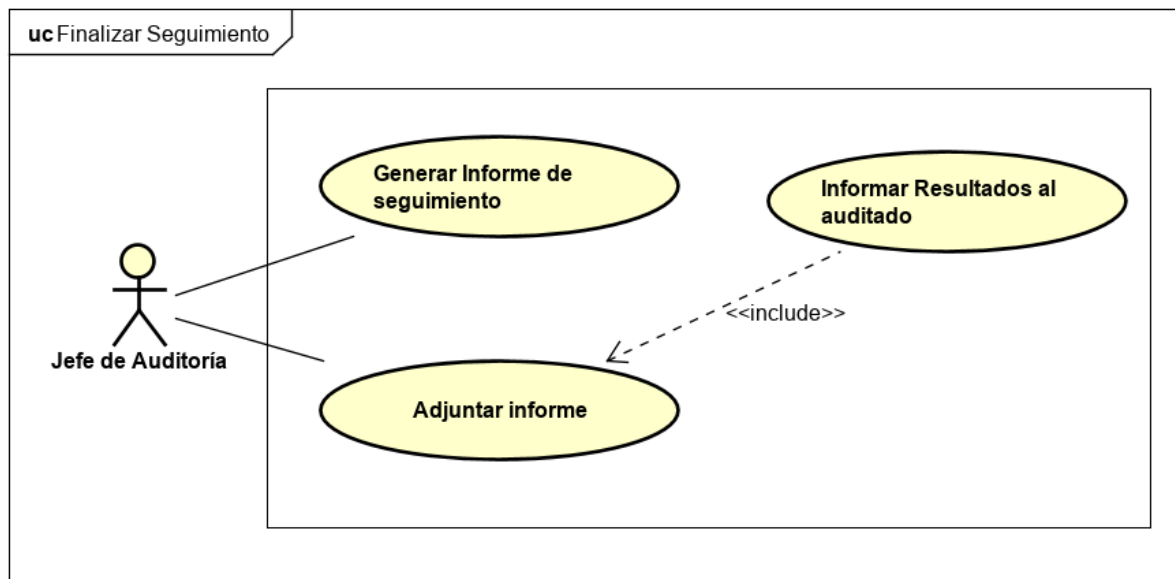 uc Finalizar Seguimiento
Generar Informe de
seguimiento
Informar Resultados al
auditado
<<include>>
Jefe de Auditoría
Adjuntar informe